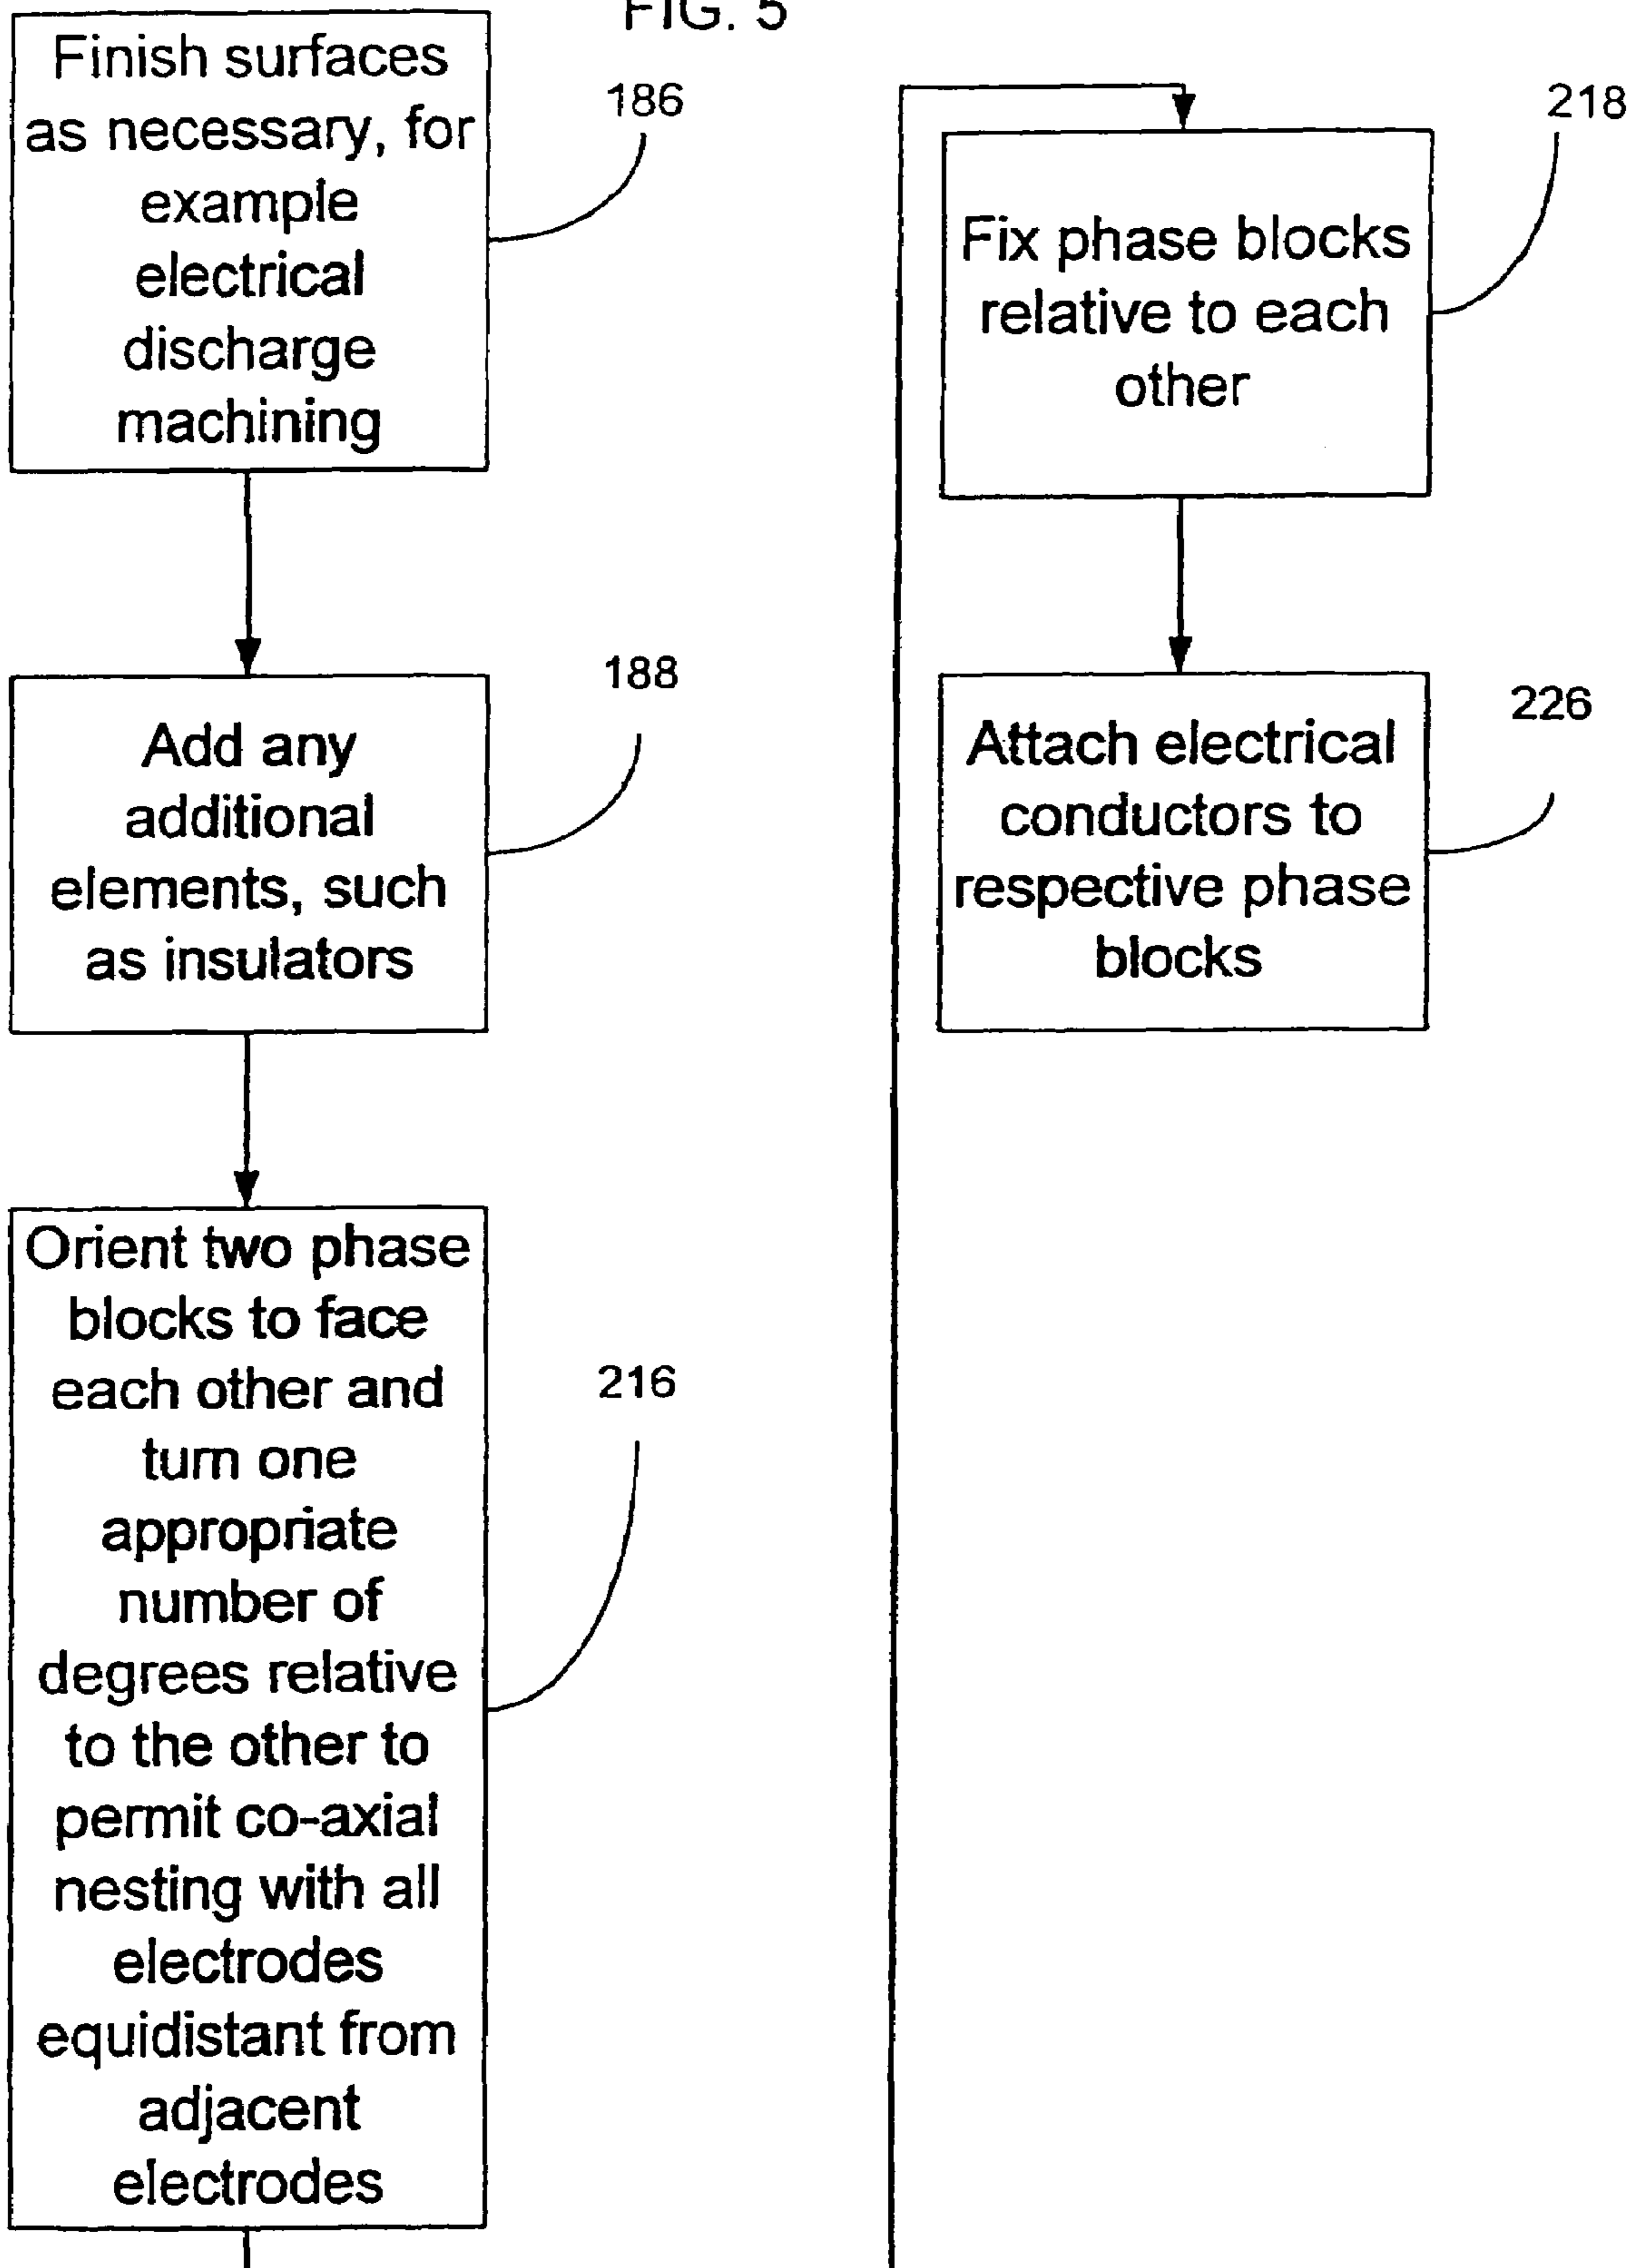 FIG. 5
Finish surfaces
as necessary, for
example
electrical
discharge
machining
186
Add any
additional
elements, such
as insulators
188
Orient two phase
blocks to face
each other and
turn one
appropriate
number of
degrees relative
to the other to
permit co-axial
nesting with all
electrodes
equidistant from
adjacent
electrodes
216
Fix phase blocks
relative to each
other
218
Attach electrical
conductors to
respective phase
blocks
226